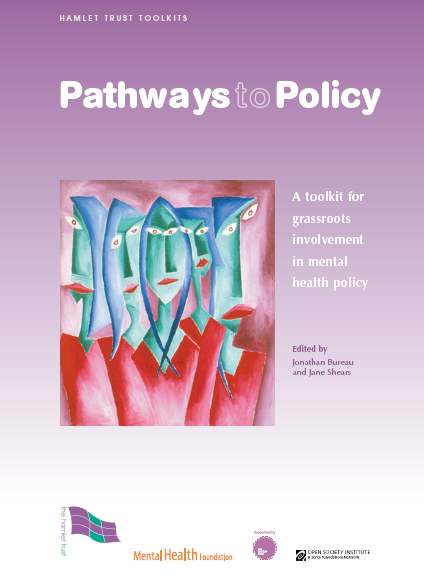 HAMLET TRUST TOOLKITS
Pathways to Policy
A toolkit for
grassroots
involvement
in mental
health policy
Edited by
Jonathan Bureau
and Jane Shears
the hamlet trust
Mental Health Foundation
Supported by
OPEN SOCIETY INSTITUTE
& Soros Foundations Network